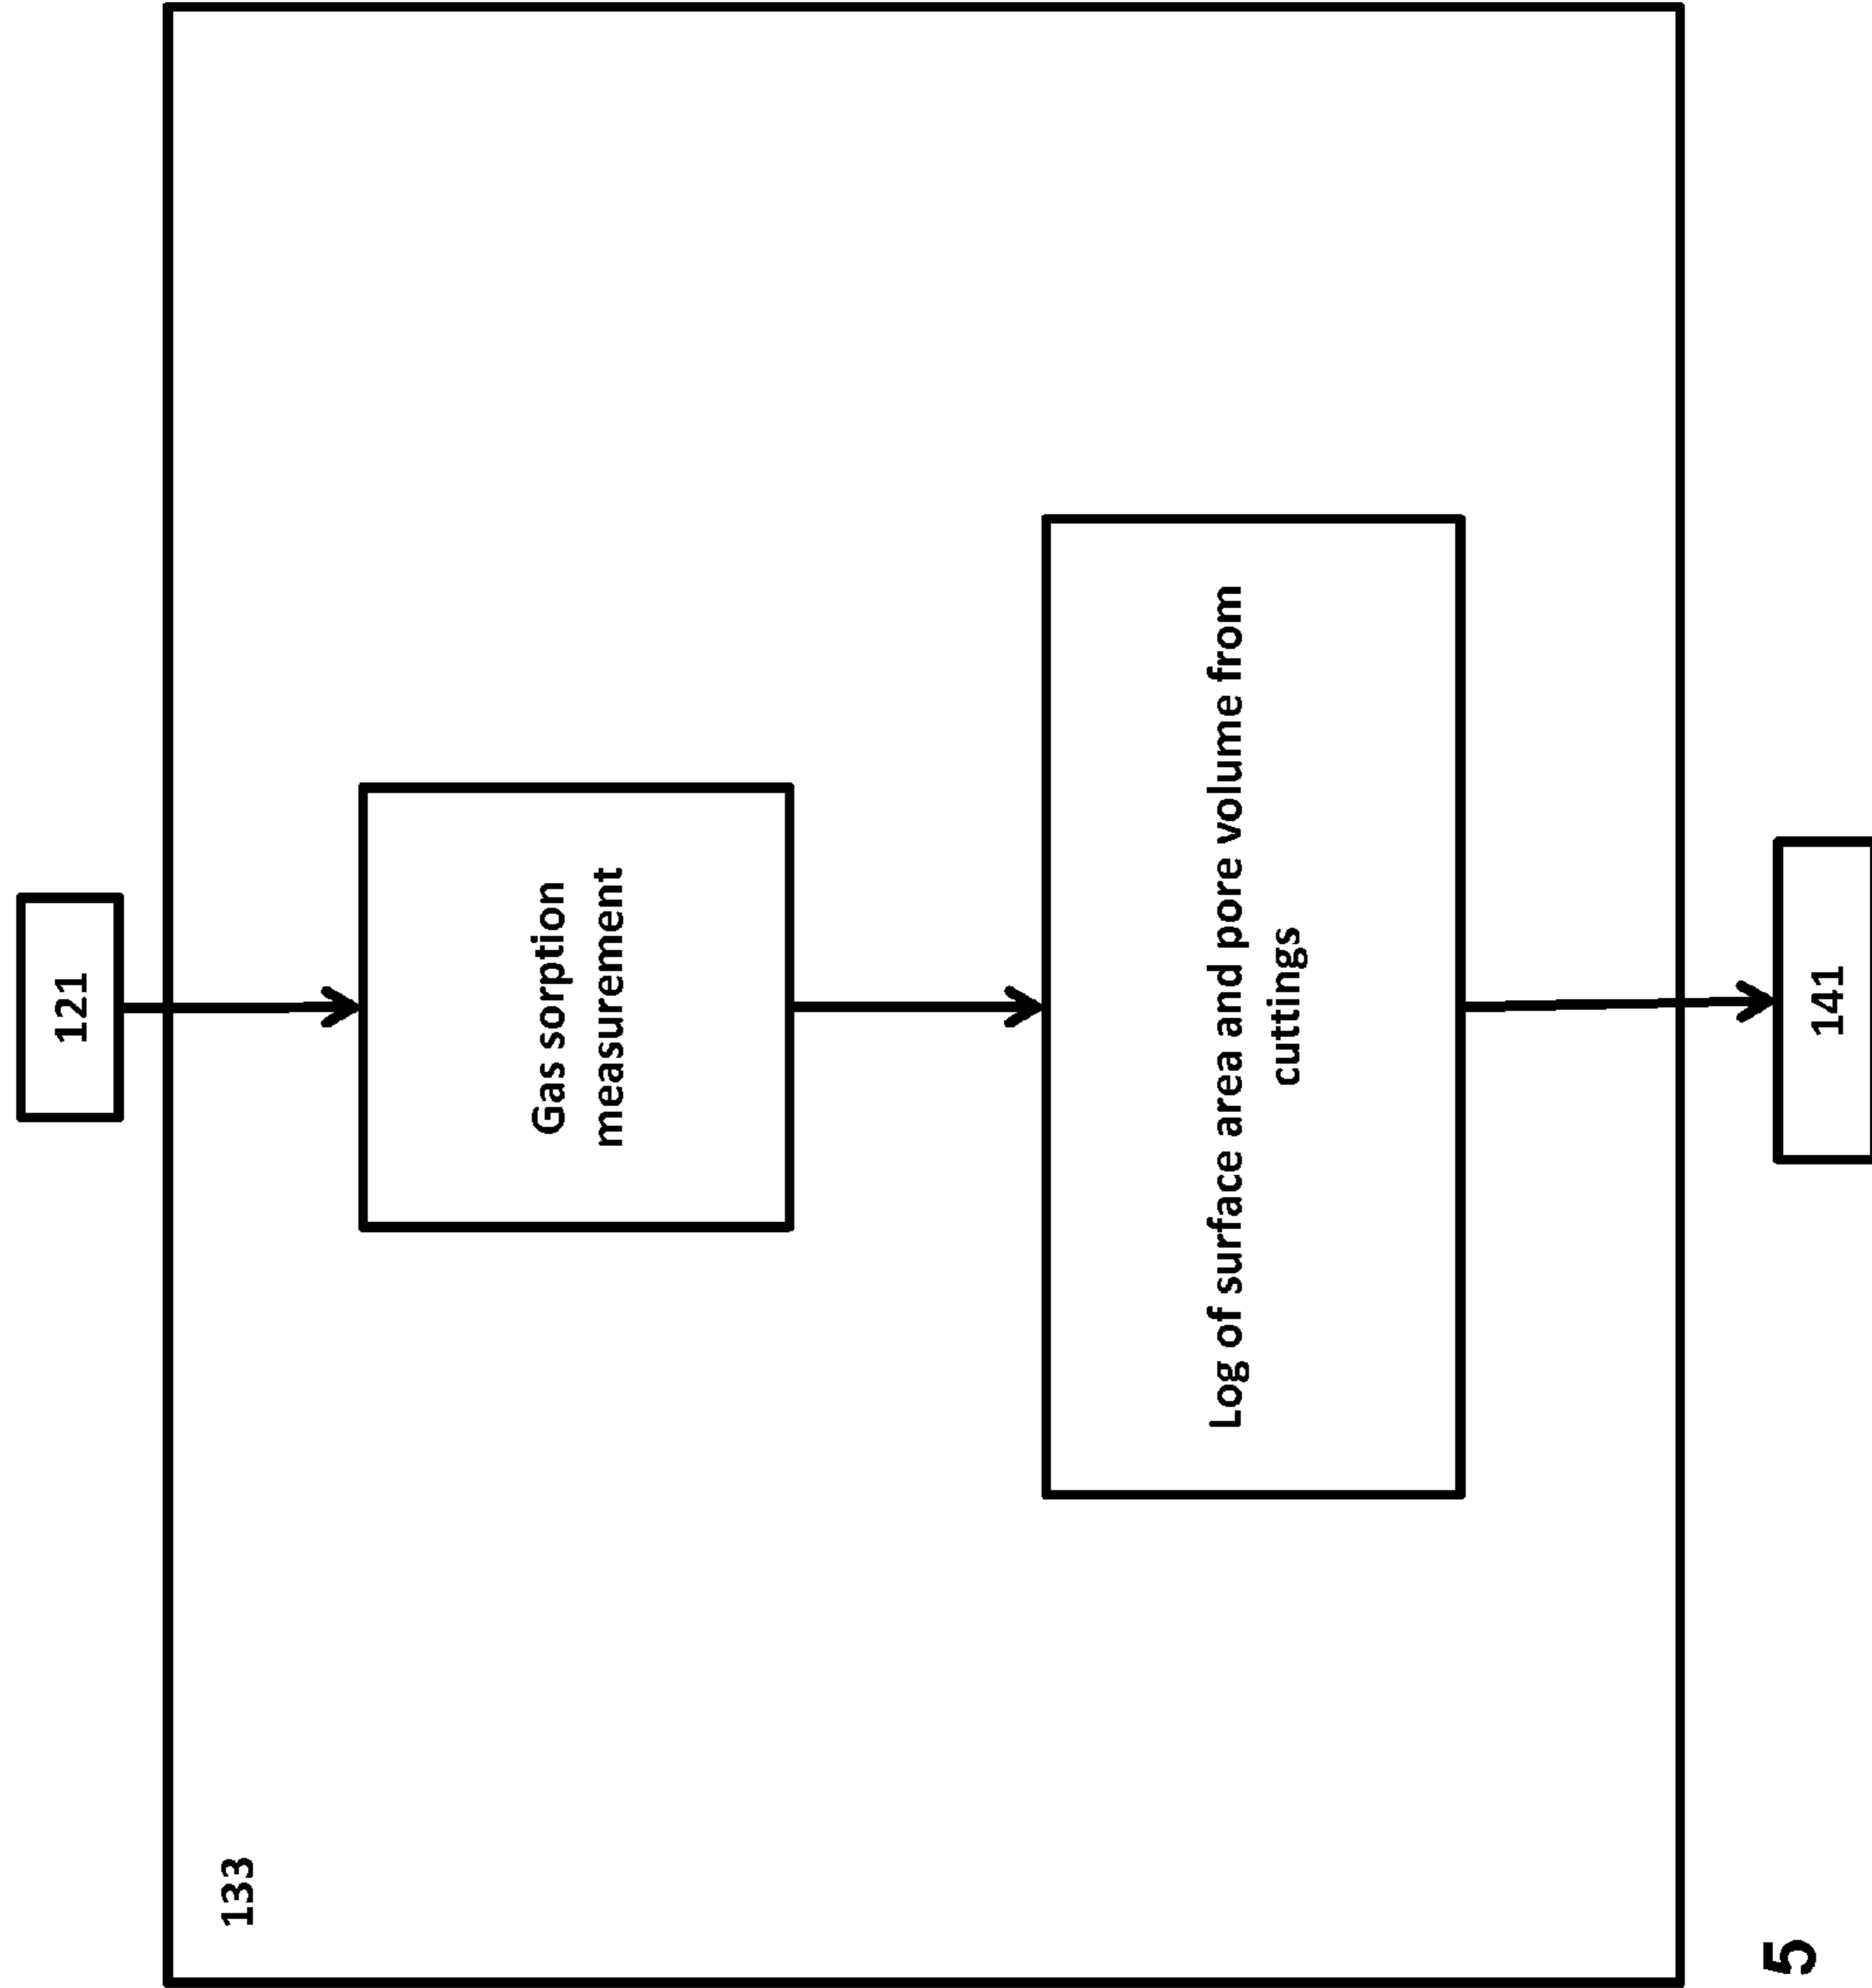 121
133
Gas sorption
measurement
Log of surface area and pore volume from
cuttings
141
5